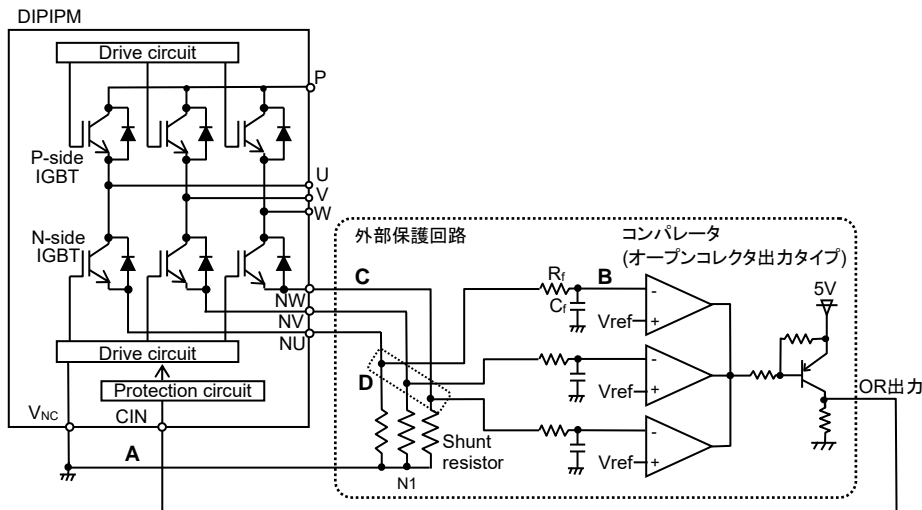 DIPIPM
Drive circuit
P
P-side
IGBT
U
V
W
N-side
IGBT
NW
NV
NU
Drive circuit
Protection circuit
VNC
CIN
A
外部保護回路
コンパレータ
(オープンコレクタ出力タイプ)
C
Rf
B
Cf
-
Vref
+
5V
D
-
Vref
+
OR出力
-
Vref
+
Shunt
resistor
N1